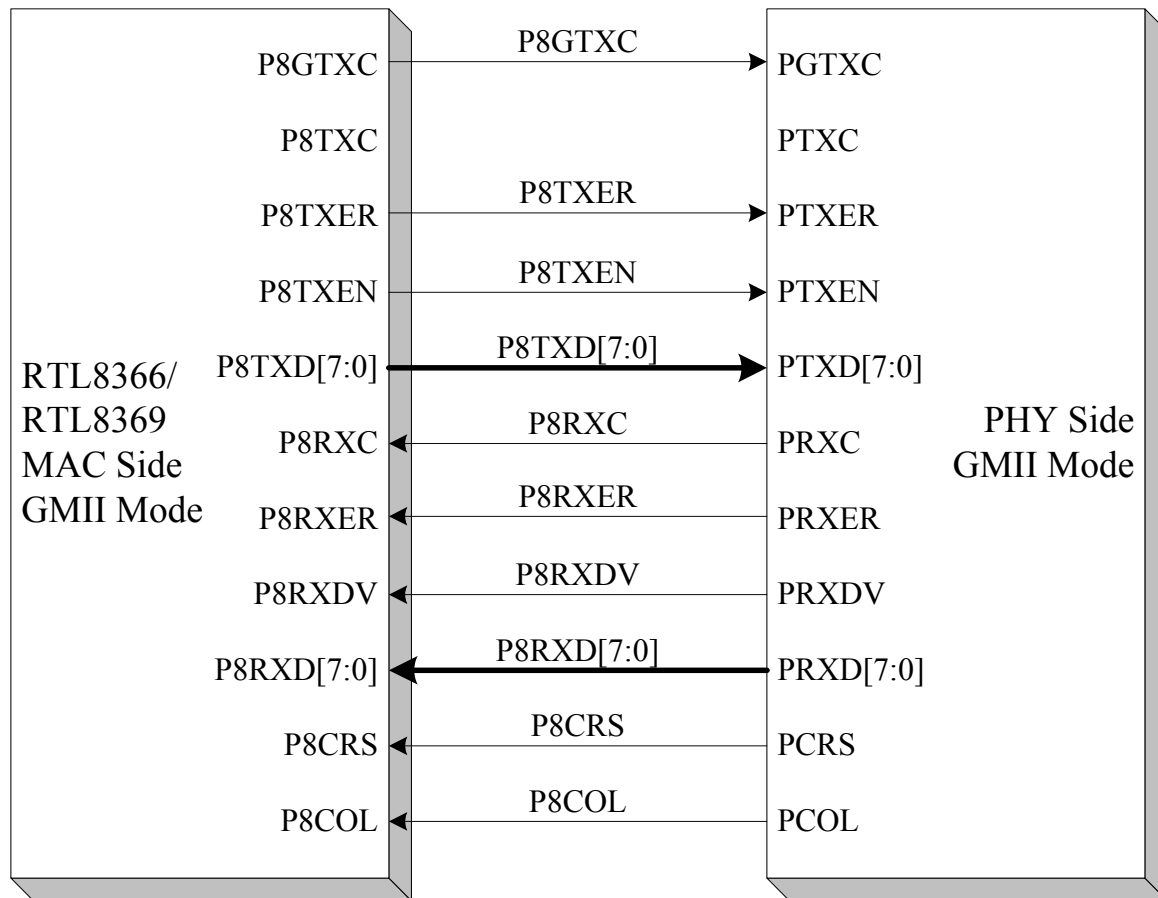 P8GTXC P8GTXC PGTXC
P8TXC PTXC
P8TXER P8TXER PTXER
P8TXEN P8TXEN PTXEN
P8TXD[7:0] P8TXD[7:0] PTXD[7:0]
P8RXC P8RXC PRXC
P8RXER P8RXER PRXER
P8RXDV P8RXDV PRXDV
P8RXD[7:0] P8RXD[7:0] PRXD[7:0]
P8CRS P8CRS PCRS
P8COL P8COL PCOL
RTL8366/
RTL8369
MAC Side
GMII Mode
PHY Side
GMII Mode